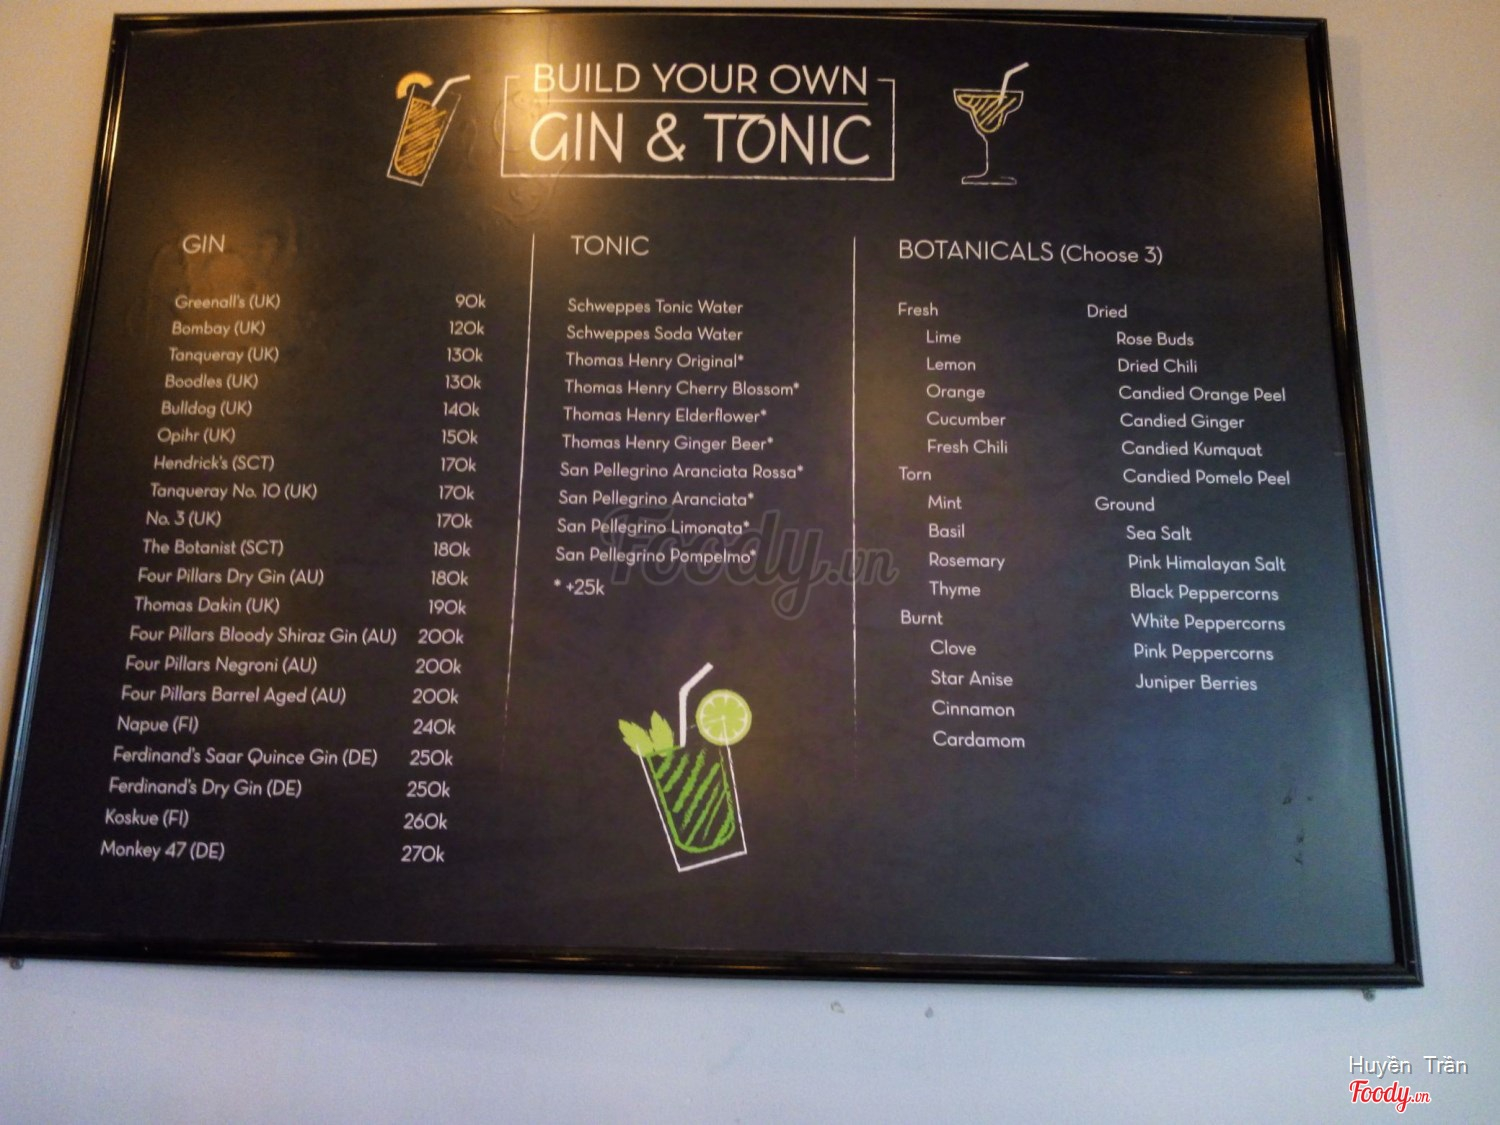 BUILD YOUR OWN
GIN & TONIC
GIN
Greenall's (UK) 90k
Bombay (UK) 120k
Tanqueray (UK) 130k
Boodles (UK) 130k
Bulldog (UK) 140k
Opihr (UK) 150k
Hendrick's (SCT) 170k
Tanqueray No. 10 (UK) 170k
No. 3 (UK) 170k
The Botanist (SCT) 180k
Four Pillars Dry Gin (AU) 180k
Thomas Dakin (UK) 190k
Four Pillars Bloody Shiraz Gin (AU) 200k
Four Pillars Negroni (AU) 200k
Four Pillars Barrel Aged (AU) 200k
Napue (FI) 240k
Ferdinand's Saar Quince Gin (DE) 250k
Ferdinand's Dry Gin (DE) 250k
Koskue (FI) 260k
Monkey 47 (DE) 270k
TONIC
Schweppes Tonic Water
Schweppes Soda Water
Thomas Henry Original*
Thomas Henry Cherry Blossom*
Thomas Henry Elderflower*
Thomas Henry Ginger Beer*
San Pellegrino Aranciata Rossa*
San Pellegrino Aranciata*
San Pellegrino Limonata*
San Pellegrino Pompelmo*
* +25k
BOTANICALS (Choose 3)
Fresh
Lime
Lemon
Orange
Cucumber
Fresh Chili
Torn
Mint
Basil
Rosemary
Thyme
Burnt
Clove
Star Anise
Cinnamon
Cardamom
Dried
Rose Buds
Dried Chili
Candied Orange Peel
Candied Ginger
Candied Kumquat
Candied Pomelo Peel
Ground
Sea Salt
Pink Himalayan Salt
Black Peppercorns
White Peppercorns
Pink Peppercorns
Juniper Berries
Foody.vn
Huyền Trần
Foody.vn